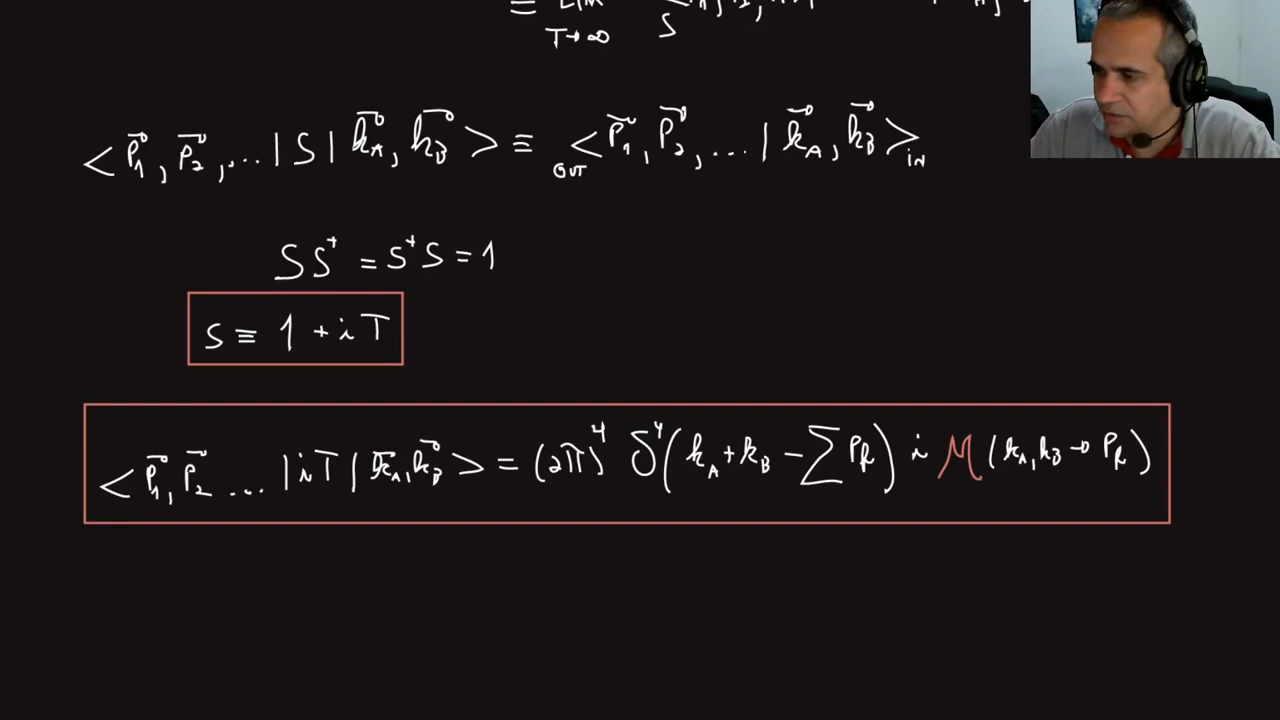 ≡ LIM
T→∞ S
<p⃗₁, p⃗₂, ... | S | k⃗_A, k⃗_B > ≡ _OUT<p⃗₁, p⃗₂, ... | k⃗_A, k⃗_B >_IN
SS⁺ = S⁺S = 1
S ≡ 1 + iT
<p⃗₁, p⃗₂ ... | iT | k⃗_A, k⃗_B > = (2π)⁴ δ⁴(k_A + k_B − ∑ p_f) i M (k_A, k_B → p_f)